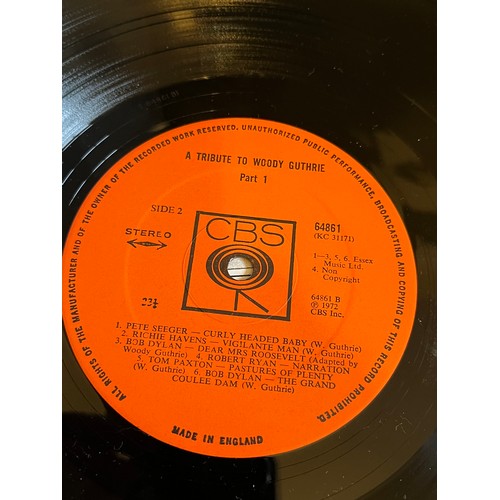 ALL RIGHTS OF THE MANUFACTURER AND OF THE OWNER OF THE RECORDED WORK RESERVED. UNAUTHORIZED PUBLIC PERFORMANCE, BROADCASTING AND COPYING OF THIS RECORD PROHIBITED.
A TRIBUTE TO WOODY GUTHRIE
Part 1
SIDE 2
STEREO
CBS
64861
(KC 31171)
1—3, 5, 6. Essex
Music Ltd.
4. Non
Copyright
64861 B
℗ 1972
CBS Inc.
1. PETE SEEGER — CURLY HEADED BABY (W. Guthrie)
2. RICHIE HAVENS — VIGILANTE MAN (W. Guthrie)
3. BOB DYLAN — DEAR MRS ROOSEVELT (Adapted by
Woody Guthrie) 4. ROBERT RYAN — NARRATION
5. TOM PAXTON — PASTURES OF PLENTY
(W. Guthrie) 6. BOB DYLAN — THE GRAND
COULEE DAM (W. Guthrie)
MADE IN ENGLAND